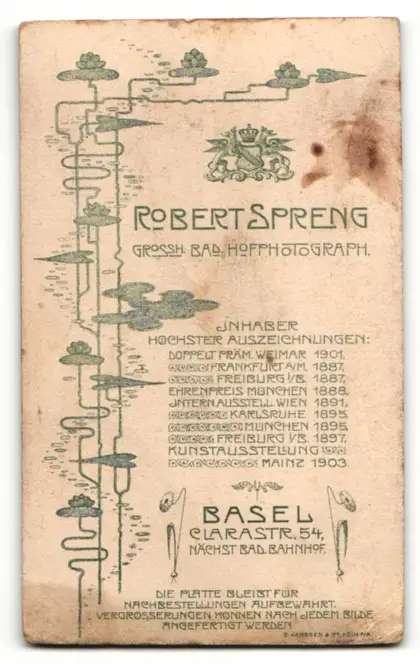 ROBERT SPRENG
GROSSH. BAD. HOFPHOTOGRAPH.
JNHABER
HÖCHSTER AUSZEICHNUNGEN:
DOPPELT PRÄM. WEIMAR 1901,
FRANKFURT A/M. 1887,
FREIBURG I/B. 1887,
EHRENPREIS MÜNCHEN 1888,
JNTERN. AUSSTELL. WIEN 1891,
KARLSRUHE 1895,
MÜNCHEN 1895,
FREIBURG I/B. 1897.
KUNSTAUSSTELLUNG
MAINZ 1903.
BASEL
CLARASTR. 54,
NÄCHST BAD. BAHNHOF.
DIE PLATTE BLEIBT FÜR
NACHBESTELLUNGEN AUFBEWAHRT.
VERGRÖSSERUNGEN KÖNNEN NACH JEDEM BILDE
ANGEFERTIGT WERDEN